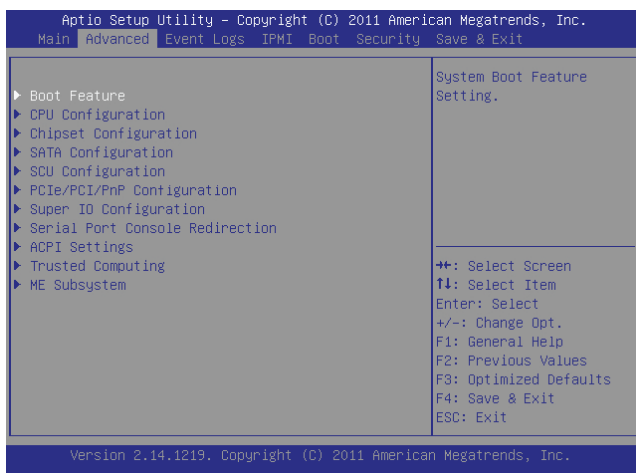 Aptio Setup Utility – Copyright (C) 2011 American Megatrends, Inc.
Main Advanced Event Logs IPMI Boot Security Save & Exit
Boot Feature
CPU Configuration
Chipset Configuration
SATA Configuration
SCU Configuration
PCIe/PCI/PnP Configuration
Super IO Configuration
Serial Port Console Redirection
ACPI Settings
Trusted Computing
ME Subsystem
System Boot Feature
Setting.
→←: Select Screen
↑↓: Select Item
Enter: Select
+/-: Change Opt.
F1: General Help
F2: Previous Values
F3: Optimized Defaults
F4: Save & Exit
ESC: Exit
Version 2.14.1219. Copyright (C) 2011 American Megatrends, Inc.